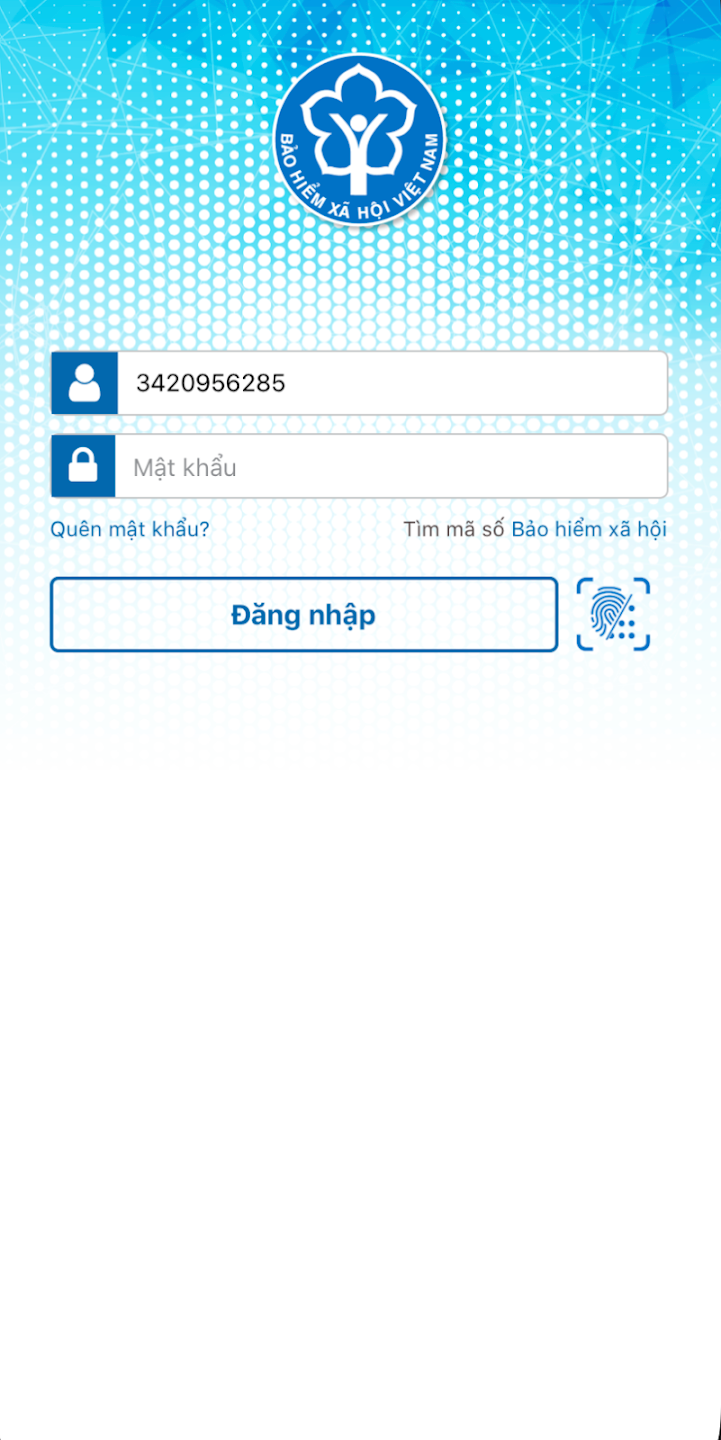 BẢO HIỂM XÃ HỘI VIỆT NAM
3420956285
Mật khẩu
Quên mật khẩu? Tìm mã số Bảo hiểm xã hội
Đăng nhập